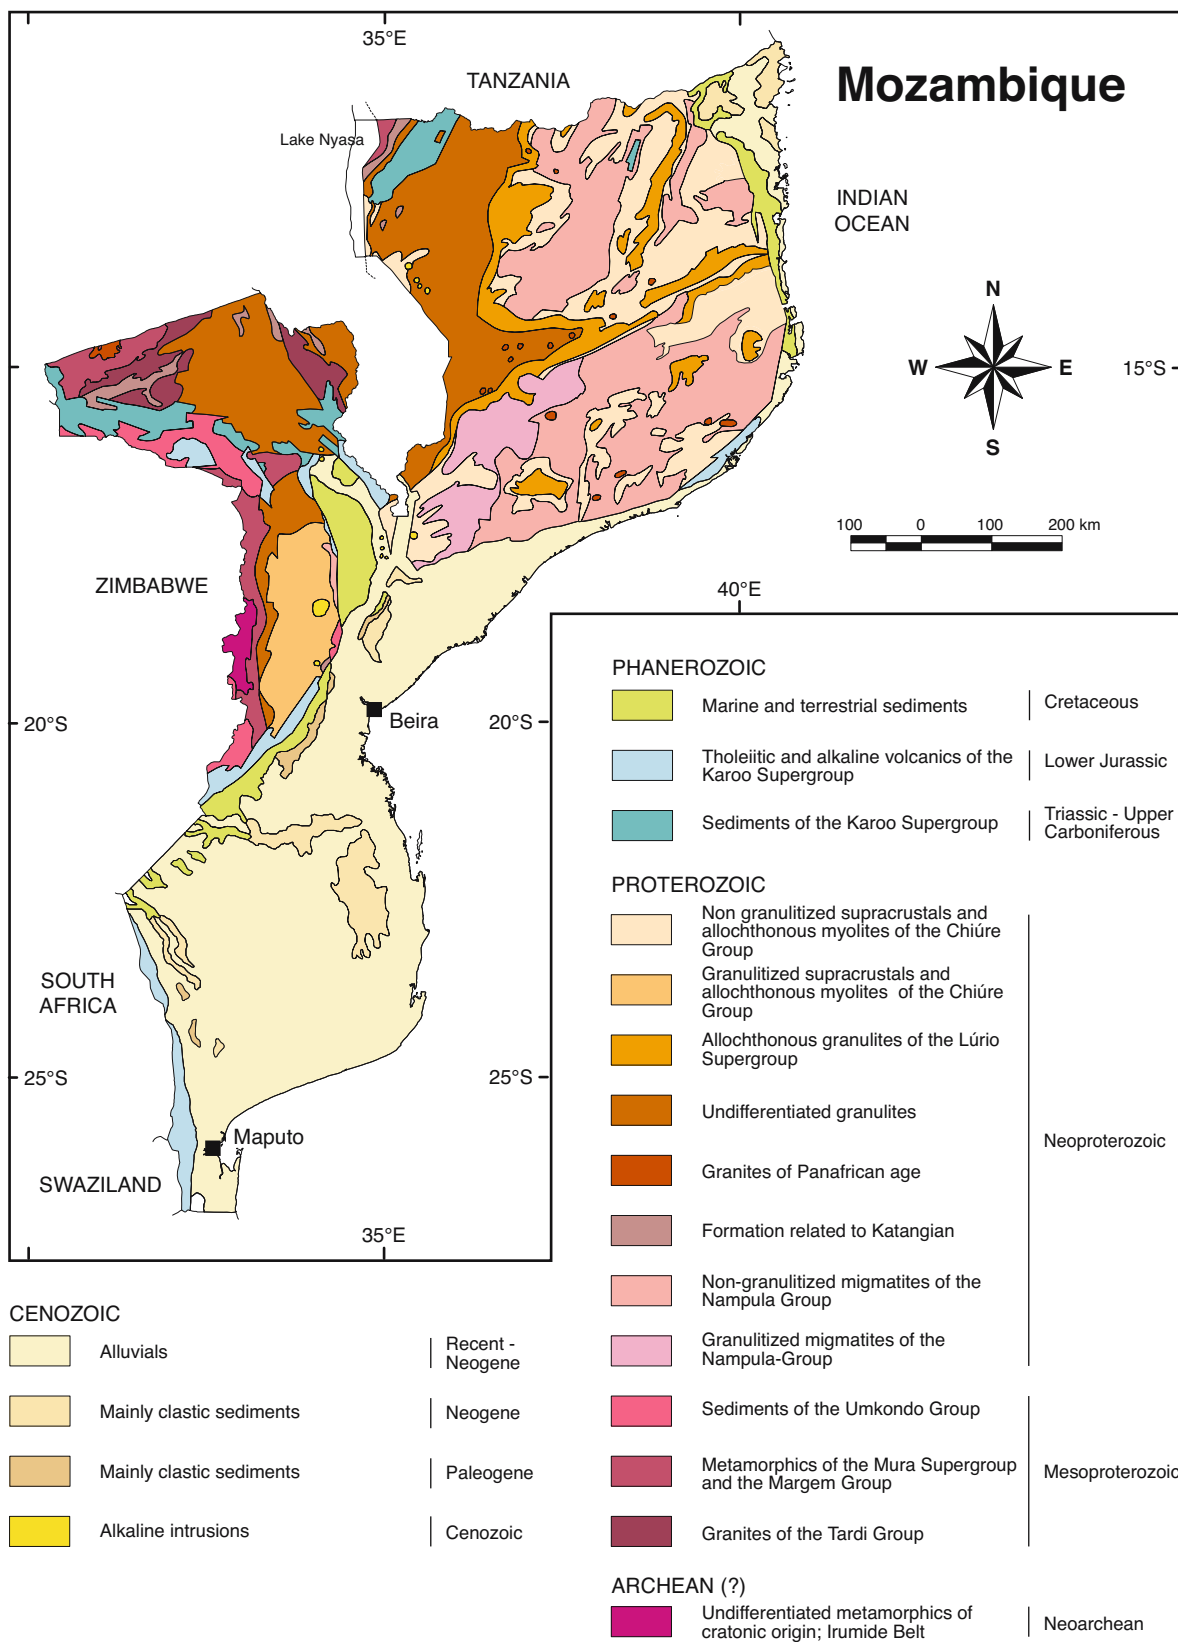 35°E
TANZANIA
Mozambique
Lake Nyasa
INDIAN
OCEAN
N
W
E
S
15°S
100
0
100
200 km
ZIMBABWE
40°E
20°S
Beira
20°S
SOUTH
AFRICA
25°S
25°S
Maputo
SWAZILAND
35°E
PHANEROZOIC
Marine and terrestrial sediments
Cretaceous
Tholeiitic and alkaline volcanics of the
Karoo Supergroup
Lower Jurassic
Sediments of the Karoo Supergroup
Triassic - Upper
Carboniferous
PROTEROZOIC
Non granulitized supracrustals and
allochthonous myolites of the Chiúre
Group
Granulitized supracrustals and
allochthonous myolites of the Chiúre
Group
Allochthonous granulites of the Lúrio
Supergroup
Undifferentiated granulites
Granites of Panafrican age
Formation related to Katangian
Non-granulitized migmatites of the
Nampula Group
Granulitized migmatites of the
Nampula-Group
Neoproterozoic
Sediments of the Umkondo Group
Metamorphics of the Mura Supergroup
and the Margem Group
Granites of the Tardi Group
Mesoproterozoic
ARCHEAN (?)
Undifferentiated metamorphics of
cratonic origin; Irumide Belt
Neoarchean
CENOZOIC
Alluvials
Recent -
Neogene
Mainly clastic sediments
Neogene
Mainly clastic sediments
Paleogene
Alkaline intrusions
Cenozoic